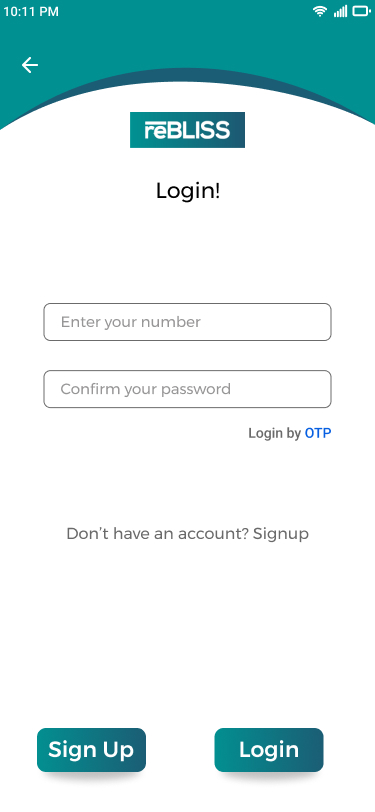 10:11 PM
reBLISS
Login!
Enter your number
Confirm your password
Login by OTP
Don't have an account? Signup
Sign Up
Login